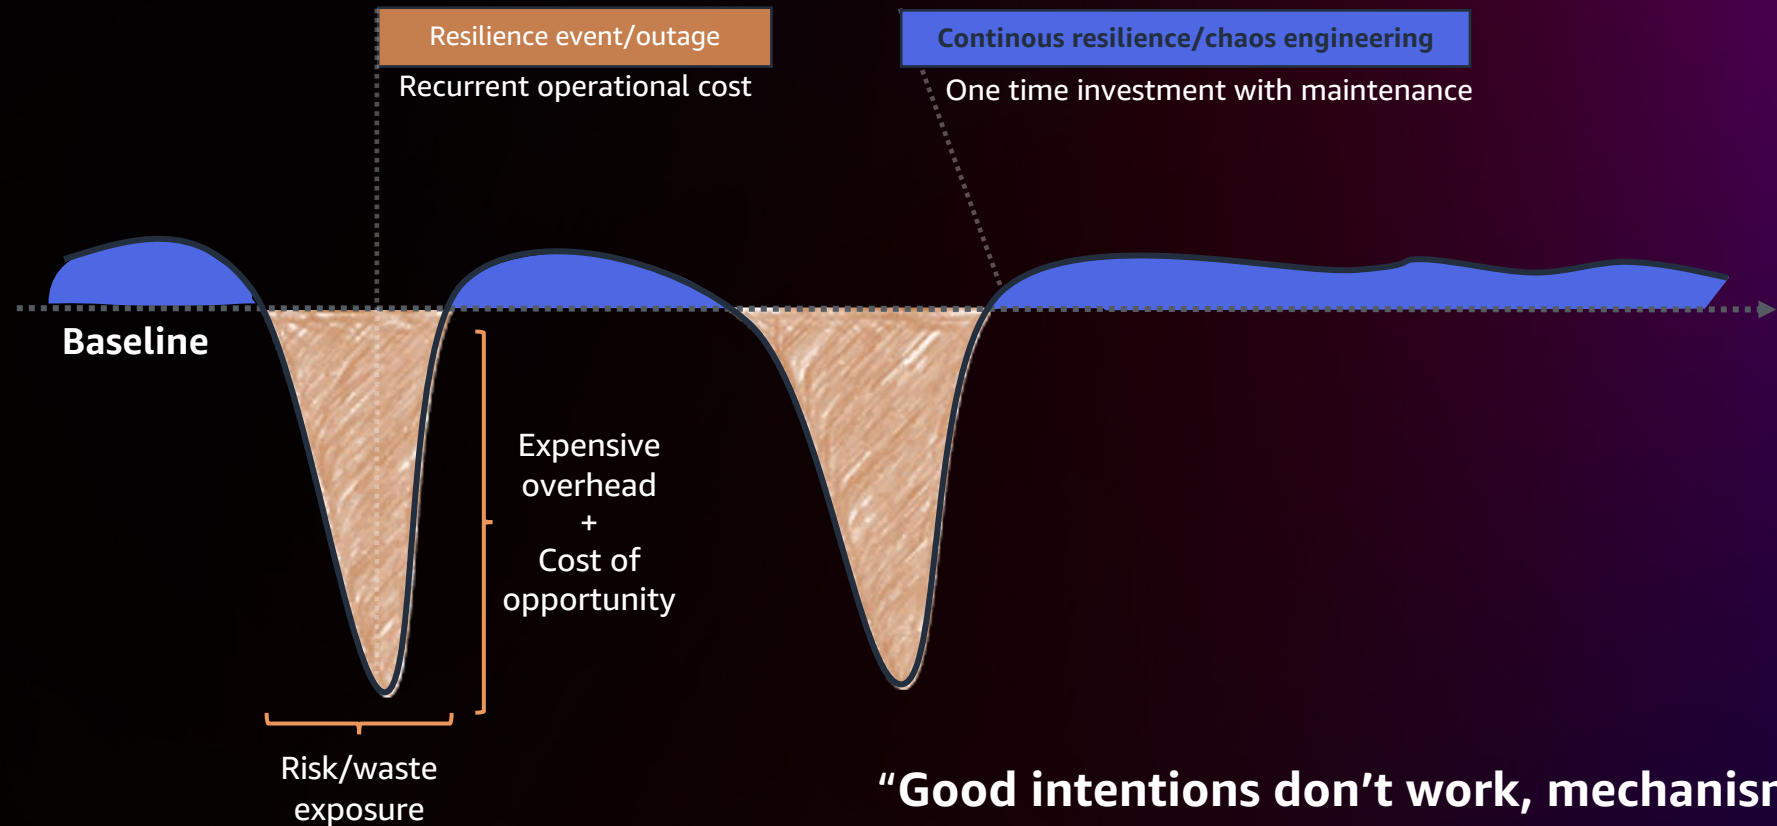 Resilience event/outage
Recurrent operational cost
Continous resilience/chaos engineering
One time investment with maintenance
Baseline
Expensive
overhead
+
Cost of
opportunity
Risk/waste
exposure
“Good intentions don’t work, mechanism